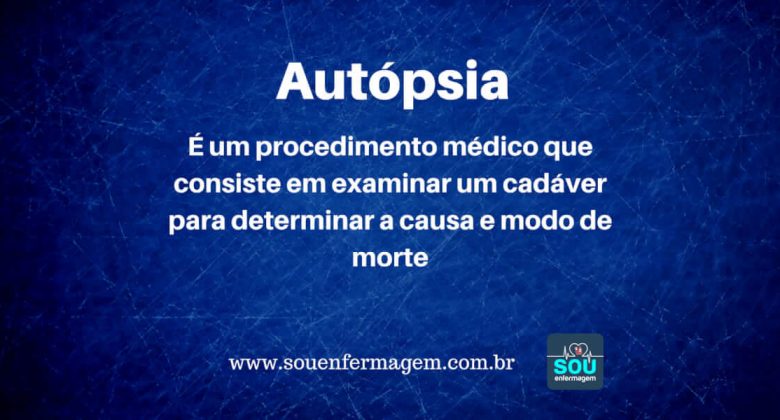 Autópsia
É um procedimento médico que
consiste em examinar um cadáver
para determinar a causa e modo de
morte
www.souenfermagem.com.br
SOU
enfermagem